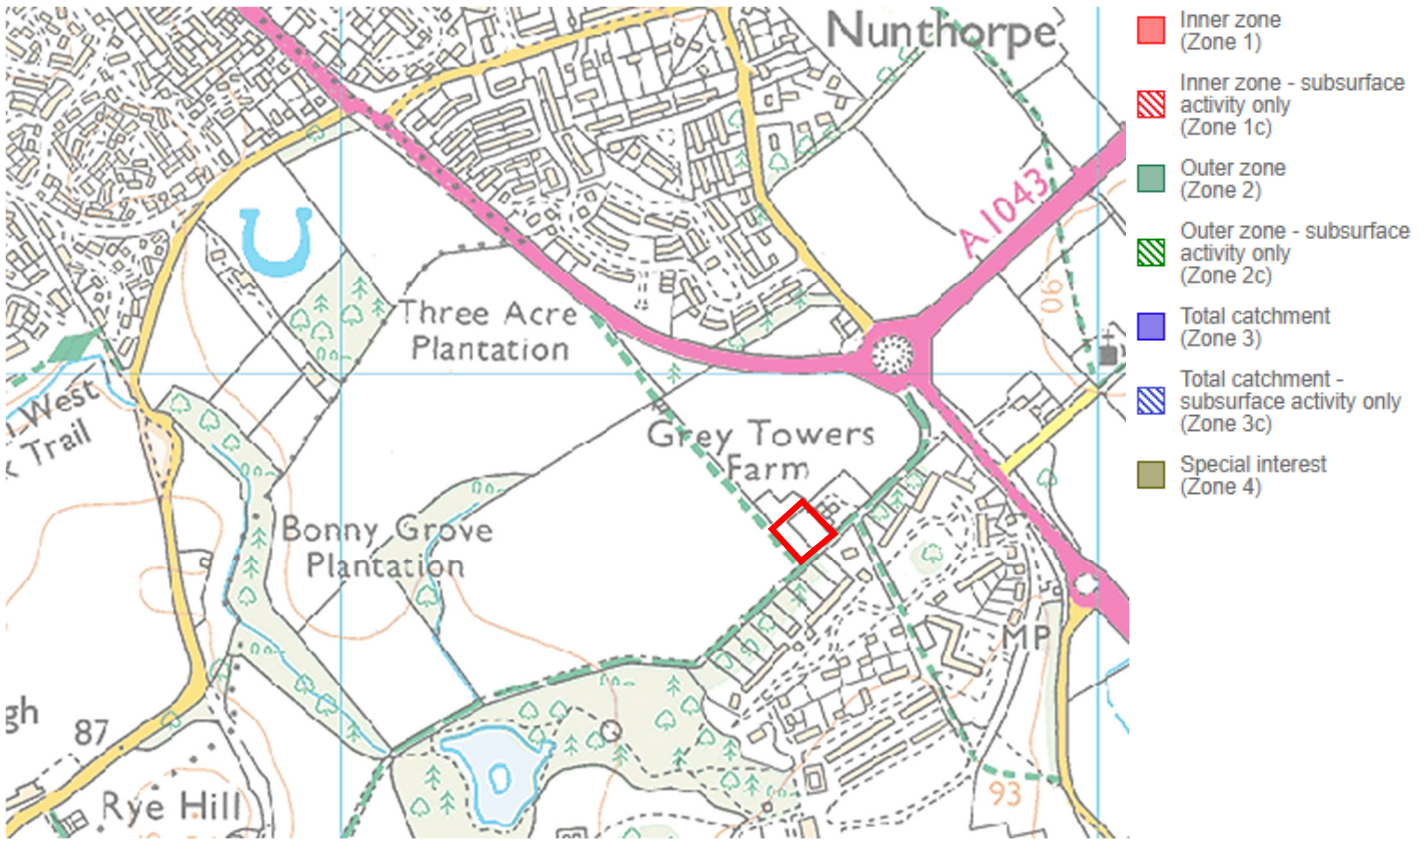 Nunthorpe
A1043
90
Three Acre
Plantation
West
Trail
Grey Towers
Farm
Bonny Grove
Plantation
MP
gh
87
Rye Hill
93
Inner zone
(Zone 1)
Inner zone - subsurface
activity only
(Zone 1c)
Outer zone
(Zone 2)
Outer zone - subsurface
activity only
(Zone 2c)
Total catchment
(Zone 3)
Total catchment -
subsurface activity only
(Zone 3c)
Special interest
(Zone 4)